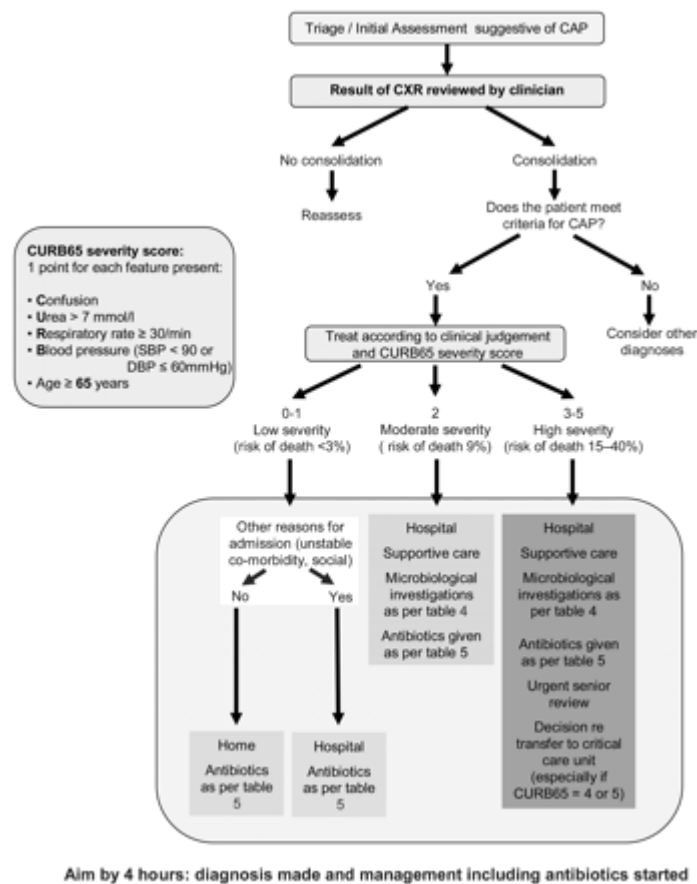 Triage / Initial Assessment suggestive of CAP
Result of CXR reviewed by clinician
No consolidation
Consolidation
Reassess
Does the patient meet
criteria for CAP?
CURB65 severity score:
1 point for each feature present:
• Confusion
• Urea > 7 mmol/l
• Respiratory rate ≥ 30/min
• Blood pressure (SBP < 90 or
DBP ≤ 60mmHg)
• Age ≥ 65 years
Yes
No
Treat according to clinical judgement
and CURB65 severity score
Consider other
diagnoses
0-1
Low severity
(risk of death <3%)
2
Moderate severity
( risk of death 9%)
3-5
High severity
(risk of death 15–40%)
Other reasons for
admission (unstable
co-morbidity, social)
No
Yes
Home
Antibiotics
as per table
5
Hospital
Antibiotics
as per table
5
Hospital
Supportive care
Microbiological
investigations
as per table 4
Antibiotics given
as per table 5
Hospital
Supportive care
Microbiological
investigations as
per table 4
Antibiotics given
as per table 5
Urgent senior
review
Decision re
transfer to critical
care unit
(especially if
CURB65 = 4 or 5)
Aim by 4 hours: diagnosis made and management including antibiotics started